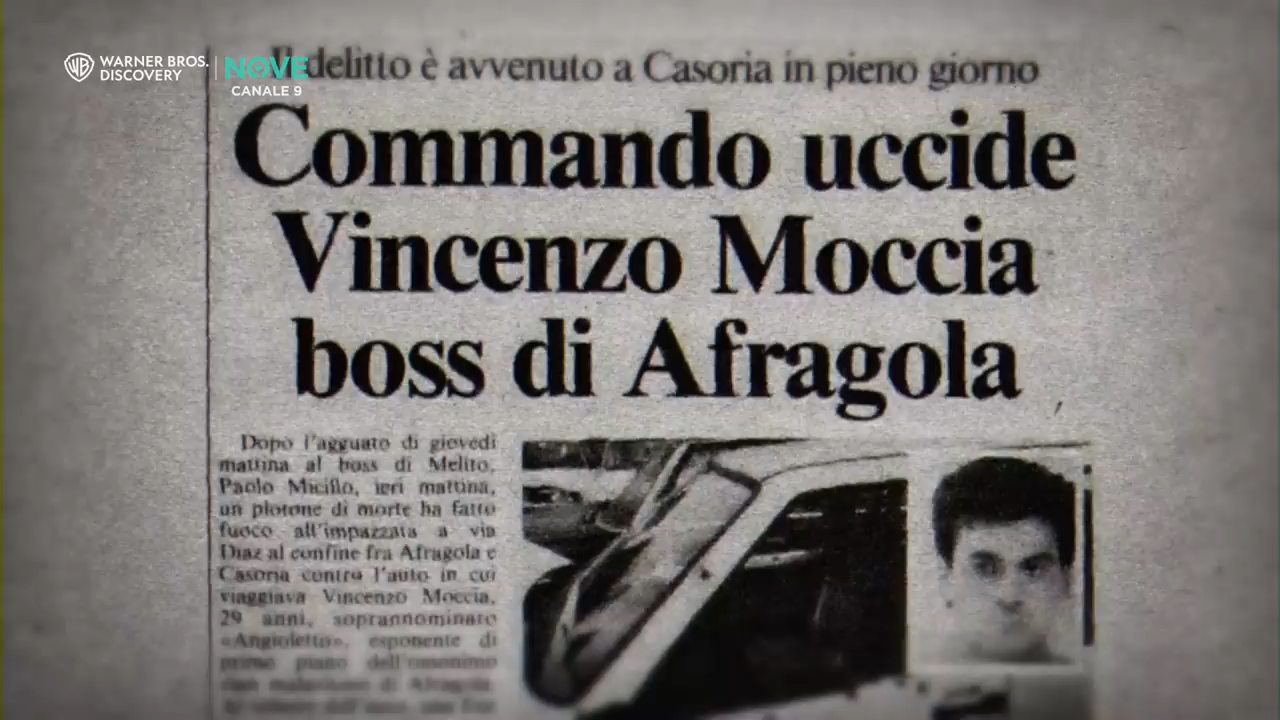 WARNER BROS.
DISCOVERY
NOVE
CANALE 9
Il delitto è avvenuto a Casoria in pieno giorno
Commando uccide
Vincenzo Moccia
boss di Afragola
Dopo l'agguato di giovedì
mattina al boss di Melito,
Paolo Micillo, ieri mattina,
un plotone di morte ha fatto
fuoco all'impazzata a via
Diaz al confine fra Afragola e
Casoria contro l'auto in cui
viaggiava Vincenzo Moccia,
29 anni, soprannominato
«Angioletto», esponente di
primo piano dell'omonimo
clan